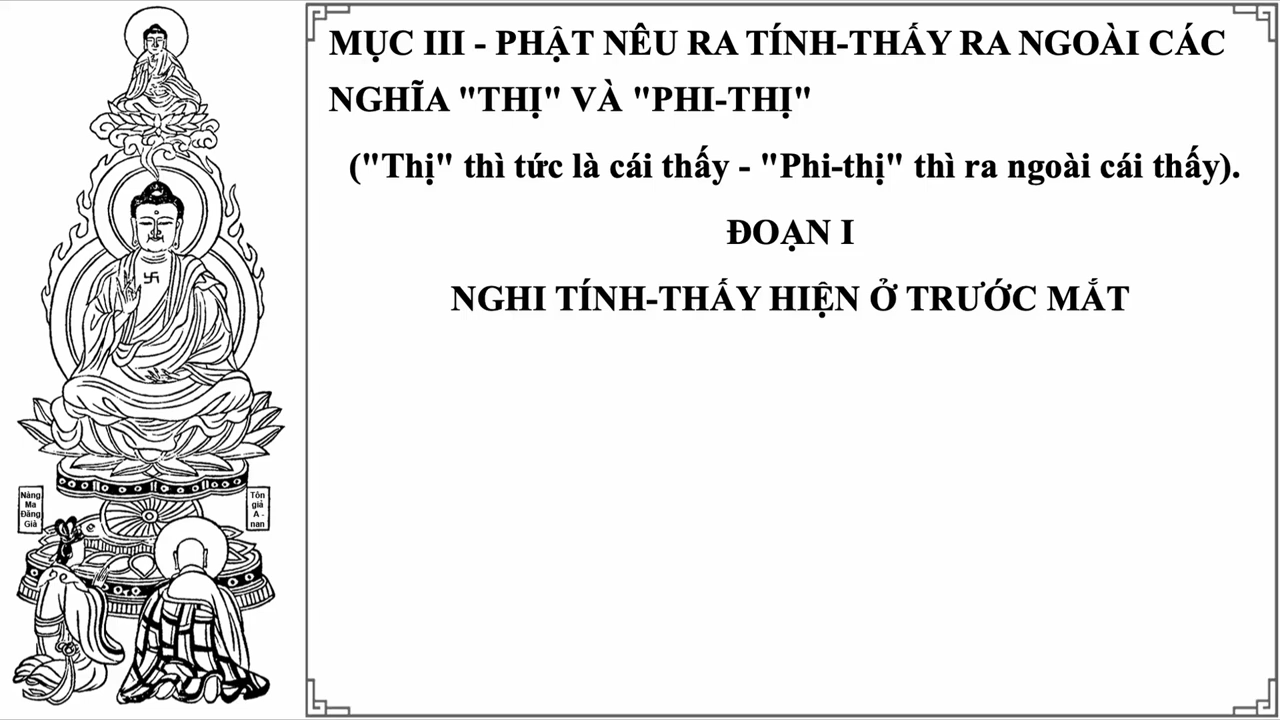 MỤC III - PHẬT NÊU RA TÍNH-THẤY RA NGOÀI CÁC
NGHĨA "THỊ" VÀ "PHI-THỊ"
("Thị" thì tức là cái thấy - "Phi-thị" thì ra ngoài cái thấy).
ĐOẠN I
NGHI TÍNH-THẤY HIỆN Ở TRƯỚC MẮT
Nàng
Ma
Đăng
Già
Tôn
giả
A -
nan